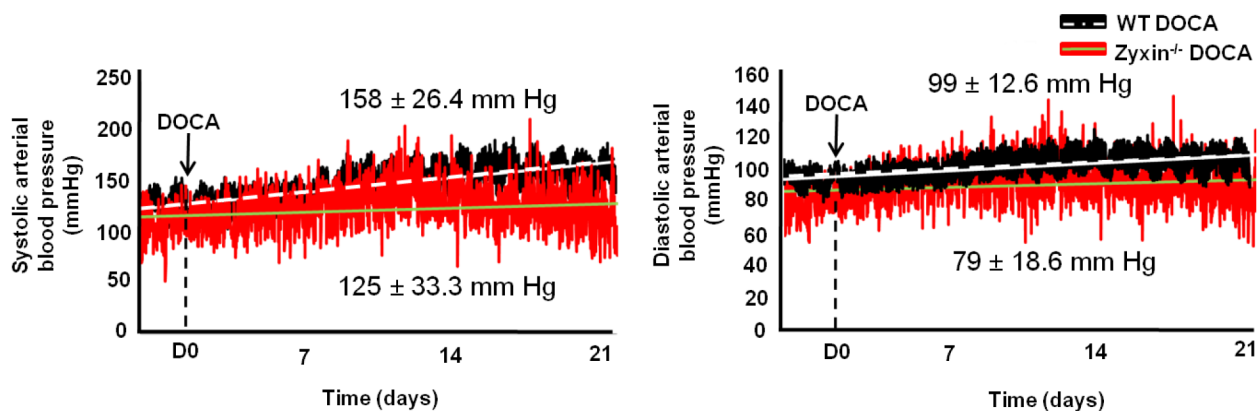 WT DOCA
Zyxin-/- DOCA
Systolic arterial
blood pressure
(mmHg)
250
200
150
100
50
0
DOCA
158 ± 26.4 mm Hg
125 ± 33.3 mm Hg
D0
7
14
21
Time (days)
Diastolic arterial
blood pressure
(mmHg)
160
140
120
100
80
60
40
20
0
DOCA
99 ± 12.6 mm Hg
79 ± 18.6 mm Hg
D0
7
14
21
Time (days)